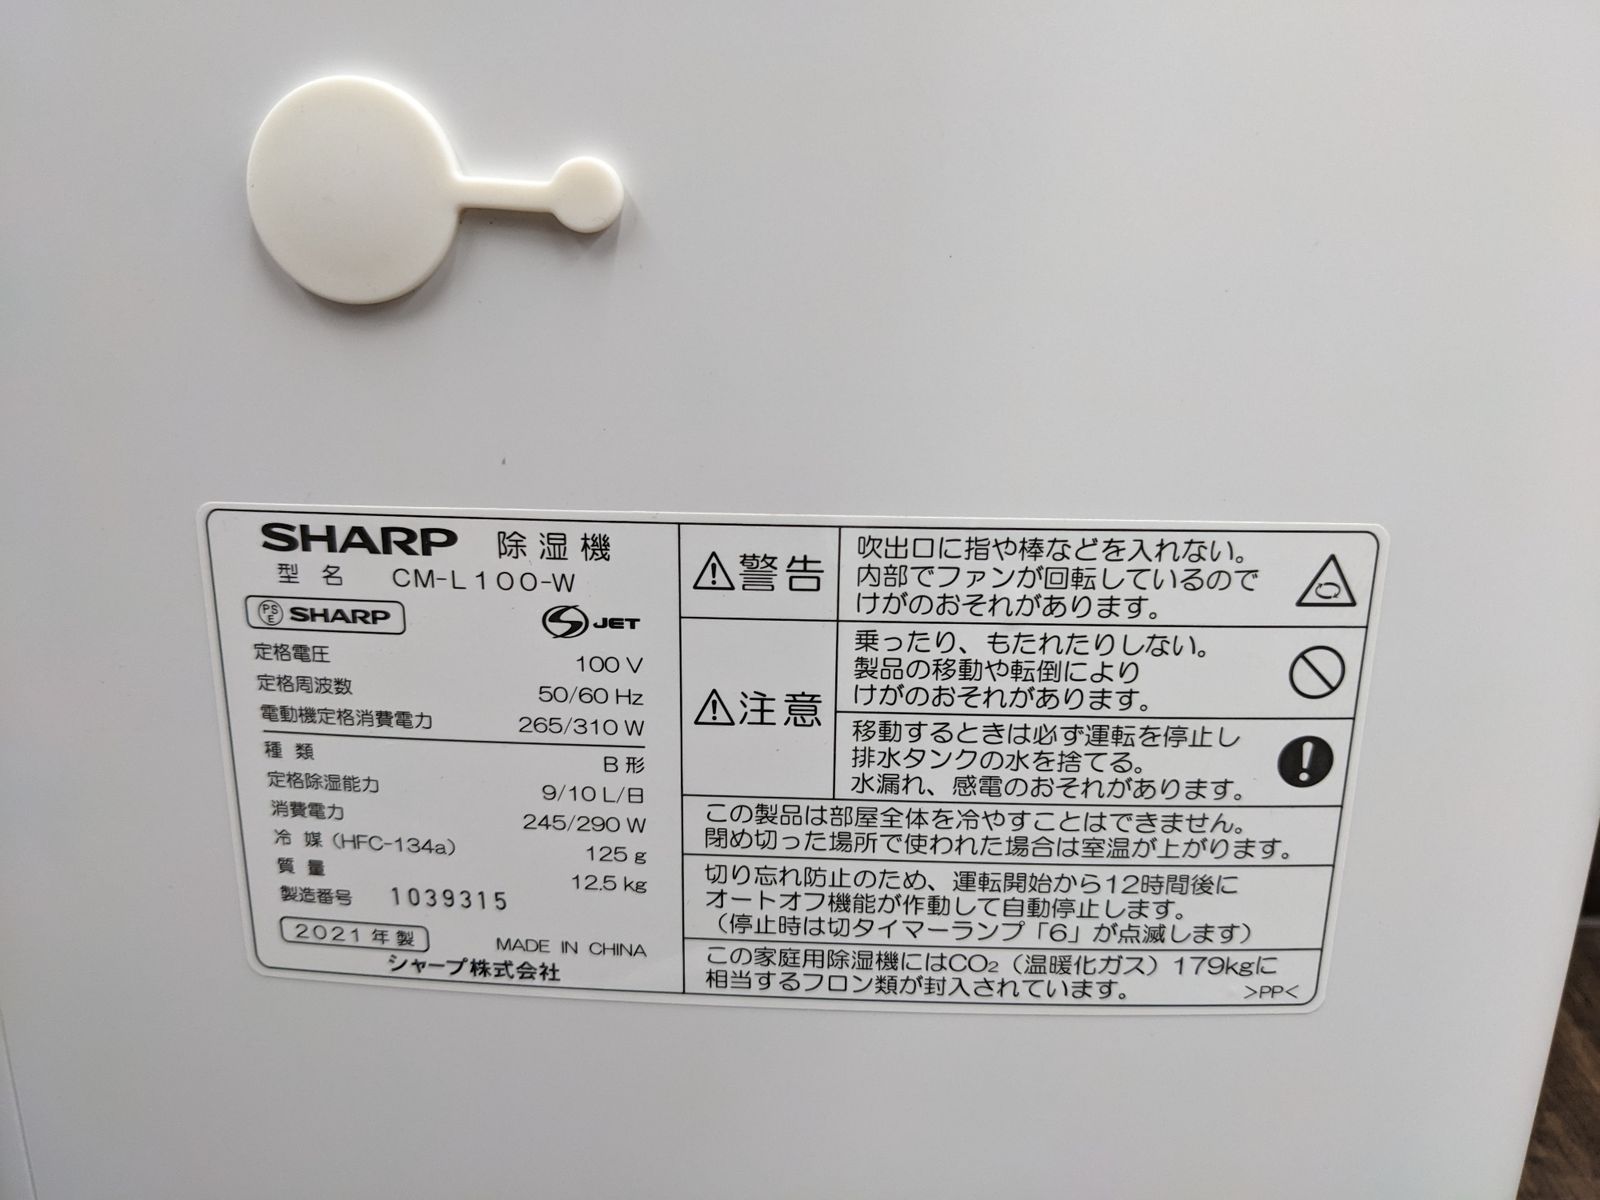 SHARP 除湿機
型名 CM-L100-W
PSE SHARP
S JET
定格電圧 100 V
定格周波数 50/60 Hz
電動機定格消費電力 265/310 W
種類 B 形
定格除湿能力 9/10 L/日
消費電力 245/290 W
冷媒（HFC-134a） 125 g
質量 12.5 kg
製造番号 1039315
2021年製 MADE IN CHINA
シャープ株式会社
警告
吹出口に指や棒などを入れない。
内部でファンが回転しているので
けがのおそれがあります。
注意
乗ったり、もたれたりしない。
製品の移動や転倒により
けがのおそれがあります。
移動するときは必ず運転を停止し
排水タンクの水を捨てる。
水漏れ、感電のおそれがあります。
この製品は部屋全体を冷やすことはできません。
閉め切った場所で使われた場合は室温が上がります。
切り忘れ防止のため、運転開始から12時間後に
オートオフ機能が作動して自動停止します。
（停止時は切タイマーランプ「6」が点滅します）
この家庭用除湿機にはCO₂（温暖化ガス）179kgに
相当するフロン類が封入されています。
>PP<